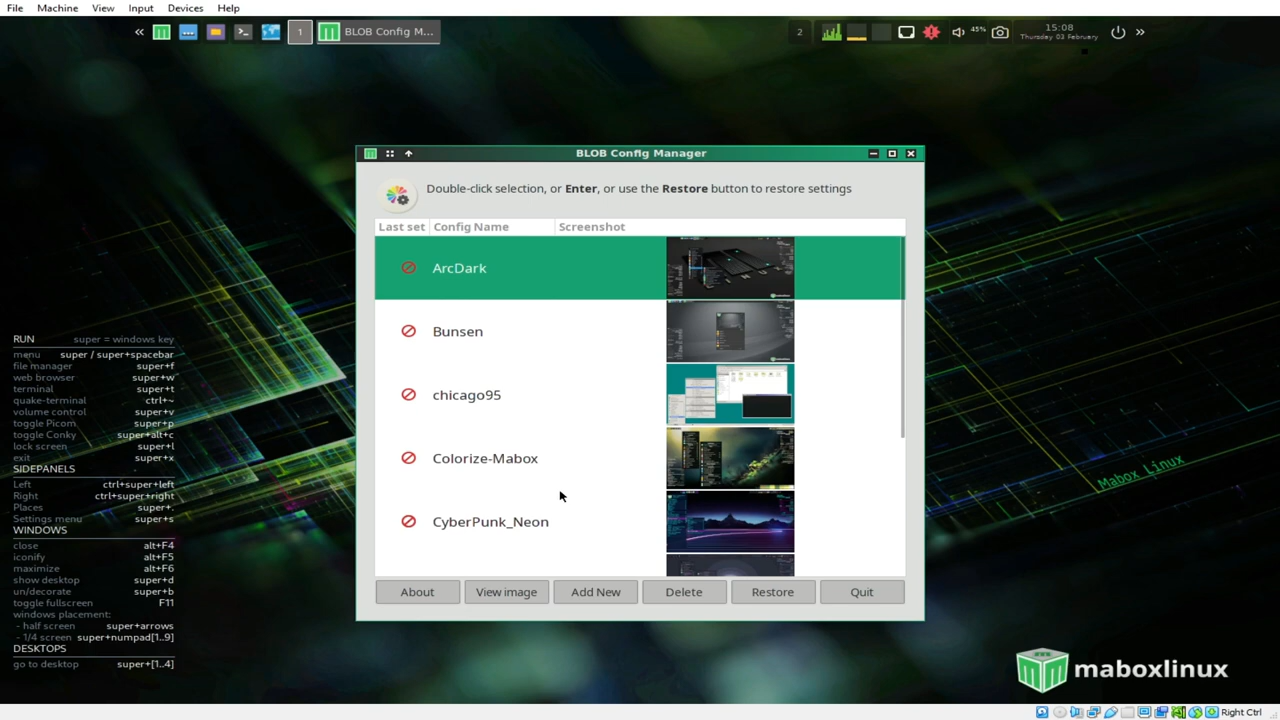 File Machine View Input Devices Help
« 1 BLOB Config M... 2 45% 15:08 »
Thursday 03 February
BLOB Config Manager
Double-click selection, or Enter, or use the Restore button to restore settings
Last set Config Name Screenshot
ArcDark
Bunsen
chicago95
Colorize-Mabox
CyberPunk_Neon
About View image Add New Delete Restore Quit
RUN super = windows key
menu super / super+spacebar
file manager super+f
web browser super+w
terminal super+t
quake-terminal ctrl+~
volume control super+v
toggle Picom super+p
toggle Conky super+alt+c
lock screen super+l
exit super+x
SIDEPANELS
Left ctrl+super+left
Right ctrl+super+right
Places super+.
Settings menu super+s
WINDOWS
close alt+F4
iconify alt+F5
maximize alt+F6
show desktop super+d
un/decorate super+b
toggle fullscreen F11
windows placement:
- half screen super+arrows
- 1/4 screen super+numpad[1..9]
DESKTOPS
go to desktop super+[1..4]
Mabox Linux
maboxlinux
Right Ctrl